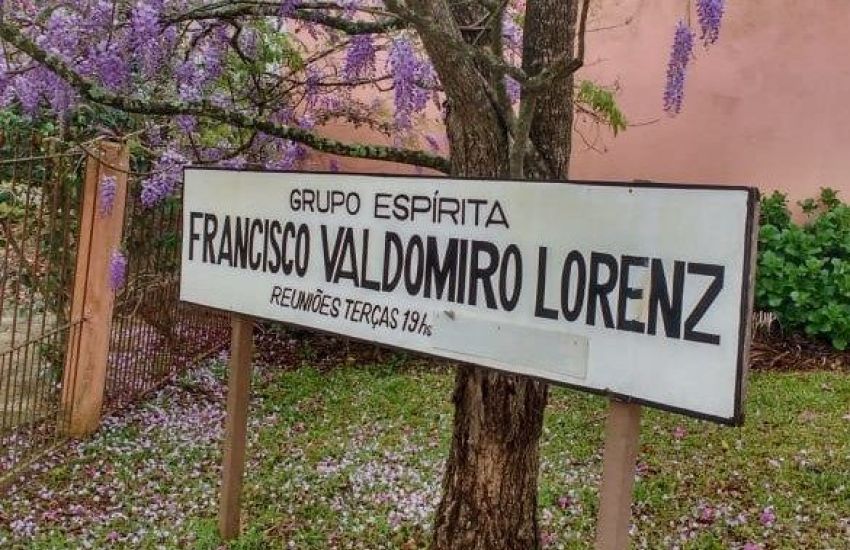 GRUPO ESPÍRITA
FRANCISCO VALDOMIRO LORENZ
REUNIÕES TERÇAS 19hs